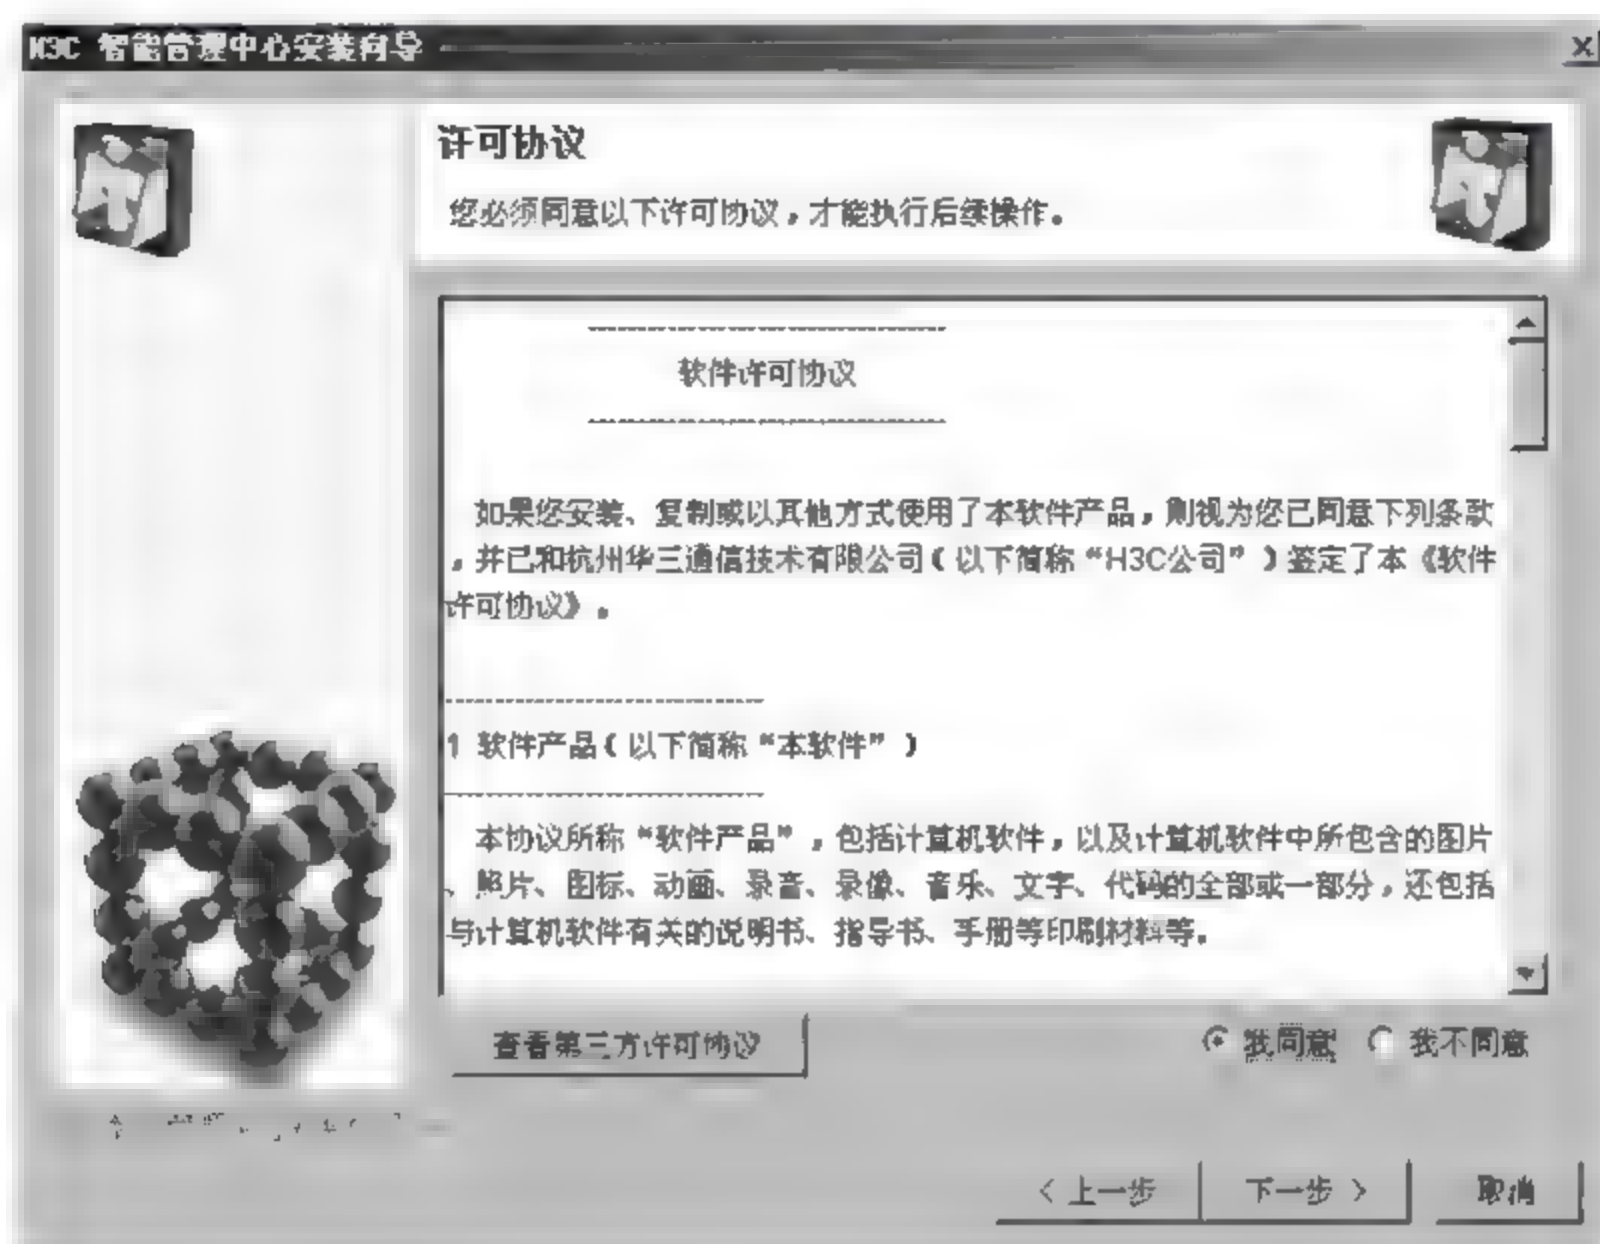 H3C 智能管理中心安装向导
许可协议
您必须同意以下许可协议，才能执行后续操作。
软件许可协议
如果您安装、复制或以其他方式使用了本软件产品，则视为您已同意下列条款
，并已和杭州华三通信技术有限公司（以下简称“H3C公司”）签定了本《软件
许可协议》。
1 软件产品（以下简称“本软件”）
本协议所称“软件产品”，包括计算机软件，以及计算机软件中所包含的图片
、照片、图标、动画、录音、录像、音乐、文字、代码的全部或一部分，还包括
与计算机软件有关的说明书、指导书、手册等印刷材料等。
查看第三方许可协议
我同意 我不同意
< 上一步 下一步 > 取消